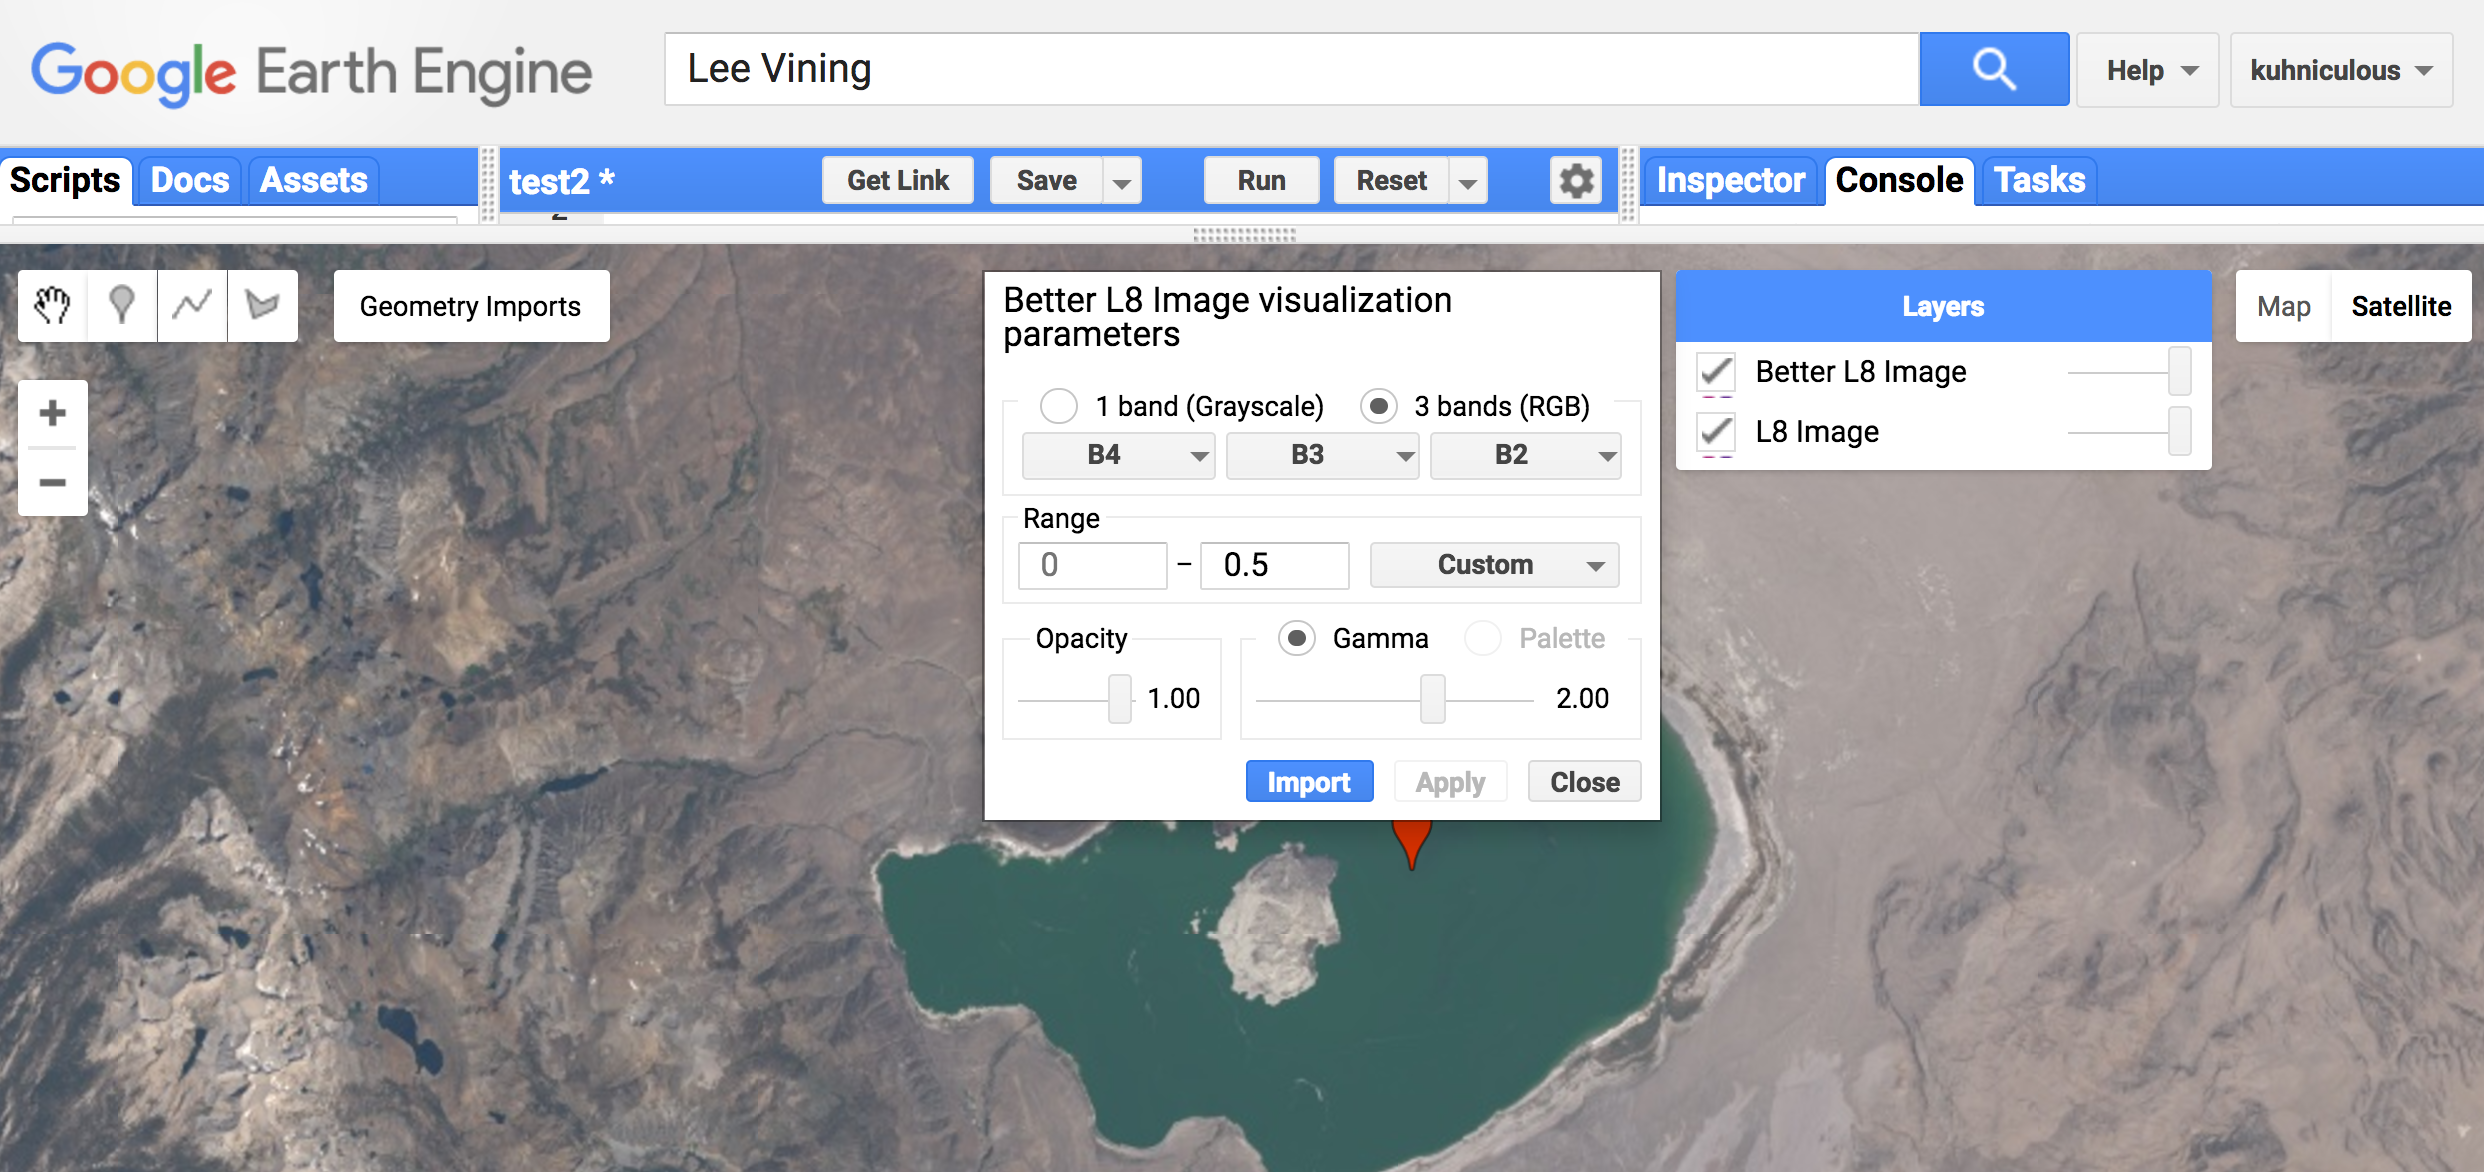 Google Earth Engine
Lee Vining
Help
kuhniculous
Scripts
Docs
Assets
test2 *
Get Link
Save
Run
Reset
Inspector
Console
Tasks
Geometry Imports
Better L8 Image visualization
parameters
1 band (Grayscale)
3 bands (RGB)
B4
B3
B2
Range
0
–
0.5
Custom
Opacity
1.00
Gamma
Palette
2.00
Import
Apply
Close
Layers
Better L8 Image
L8 Image
Map
Satellite